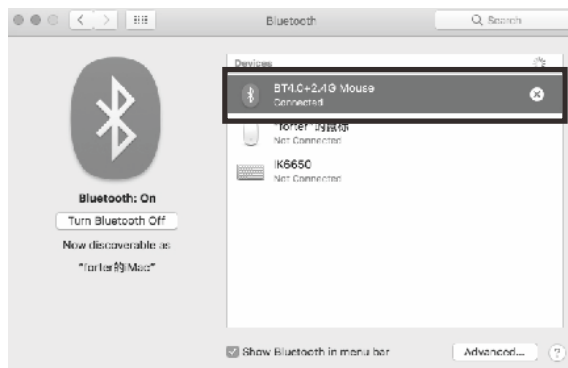 Bluetooth
Search
Devices
BT4.0+2.4G Mouse
Connected
"forter"的鼠标
Not Connected
IK6650
Not Connected
Bluetooth: On
Turn Bluetooth Off
Now discoverable as
"forter的iMac"
Show Bluetooth in menu bar
Advanced...
?